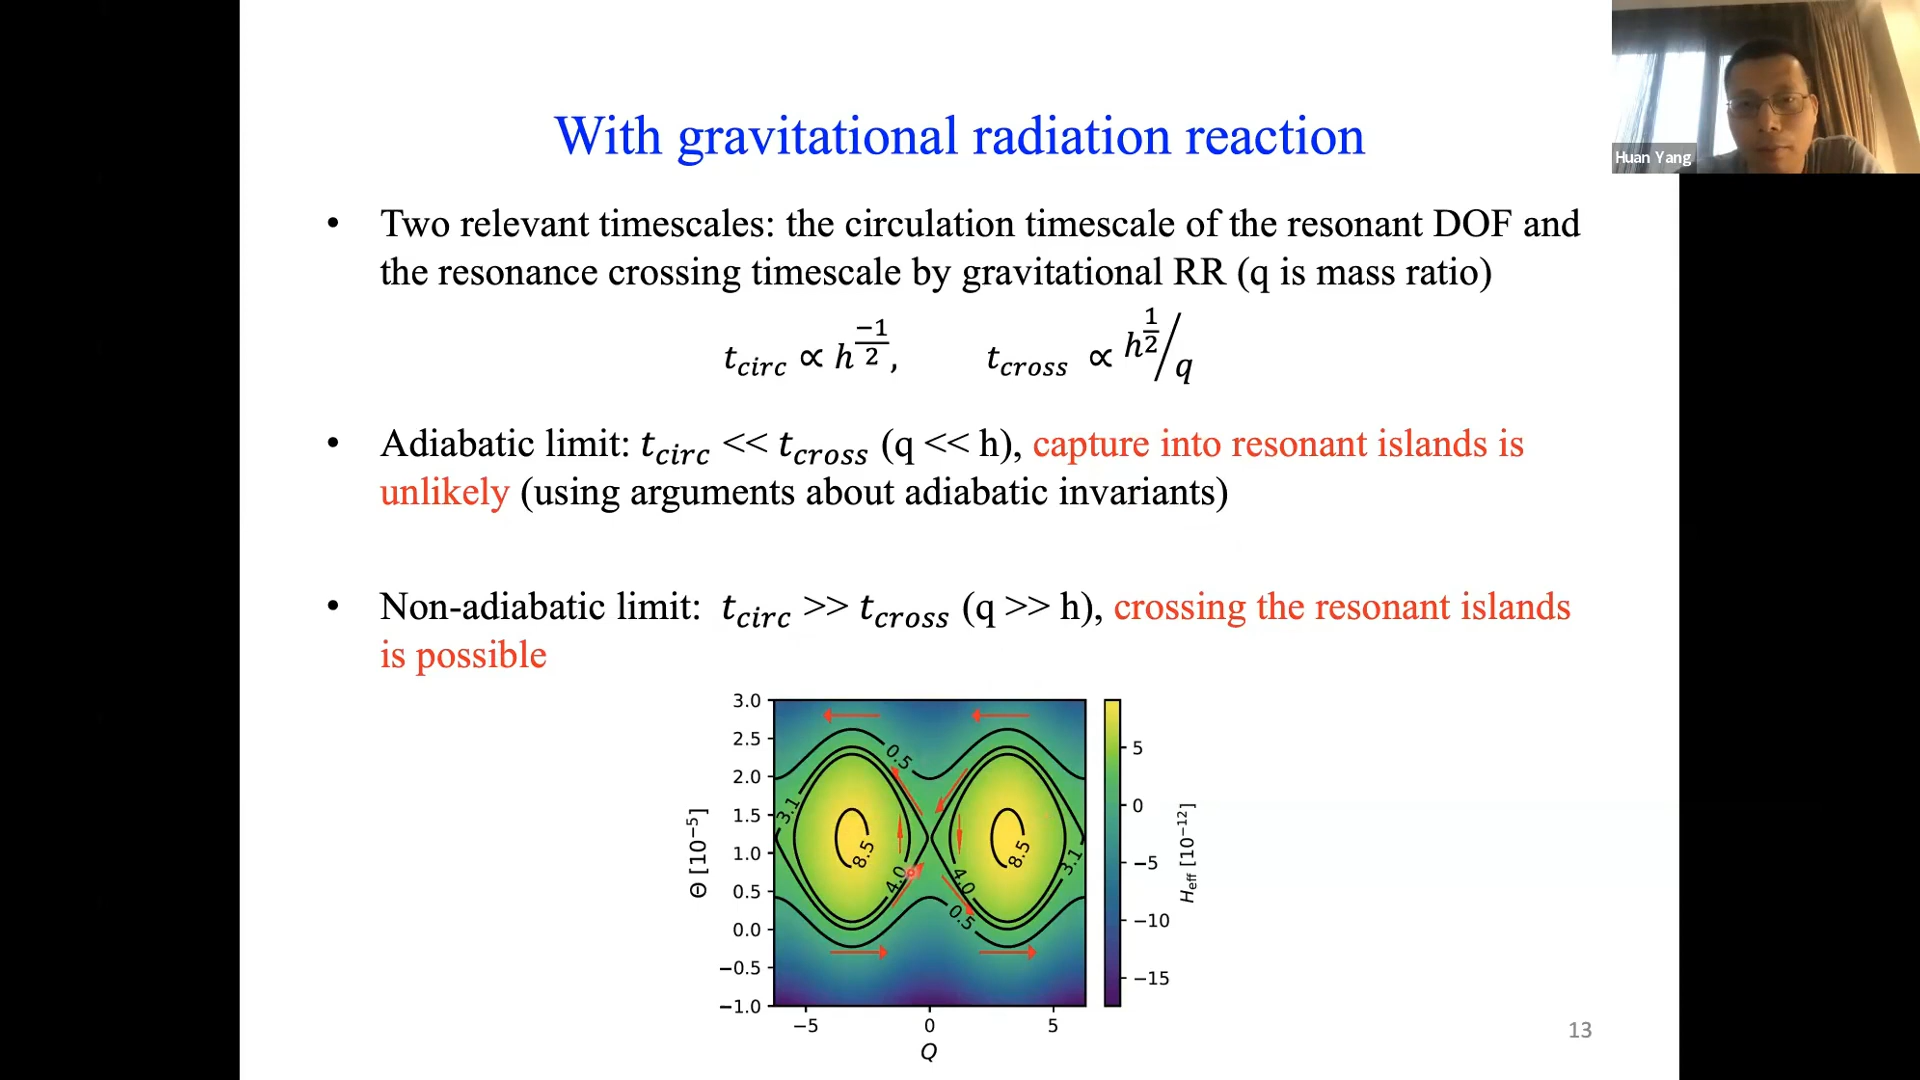 With gravitational radiation reaction
Huan Yang
• Two relevant timescales: the circulation timescale of the resonant DOF and
the resonance crossing timescale by gravitational RR (q is mass ratio)
t_circ ∝ h^(-1/2), t_cross ∝ h^(1/2)/q
• Adiabatic limit: t_circ << t_cross (q << h), capture into resonant islands is
unlikely (using arguments about adiabatic invariants)
• Non-adiabatic limit: t_circ >> t_cross (q >> h), crossing the resonant islands
is possible
3.0
2.5
2.0
1.5
1.0
0.5
0.0
−0.5
−1.0
Θ [10⁻⁵]
0.5
3.1
8.5
4.0
8.5
4.0
3.1
0.5
−5 0 5
Q
5
0
−5
−10
−15
H_eff [10⁻¹²]
13